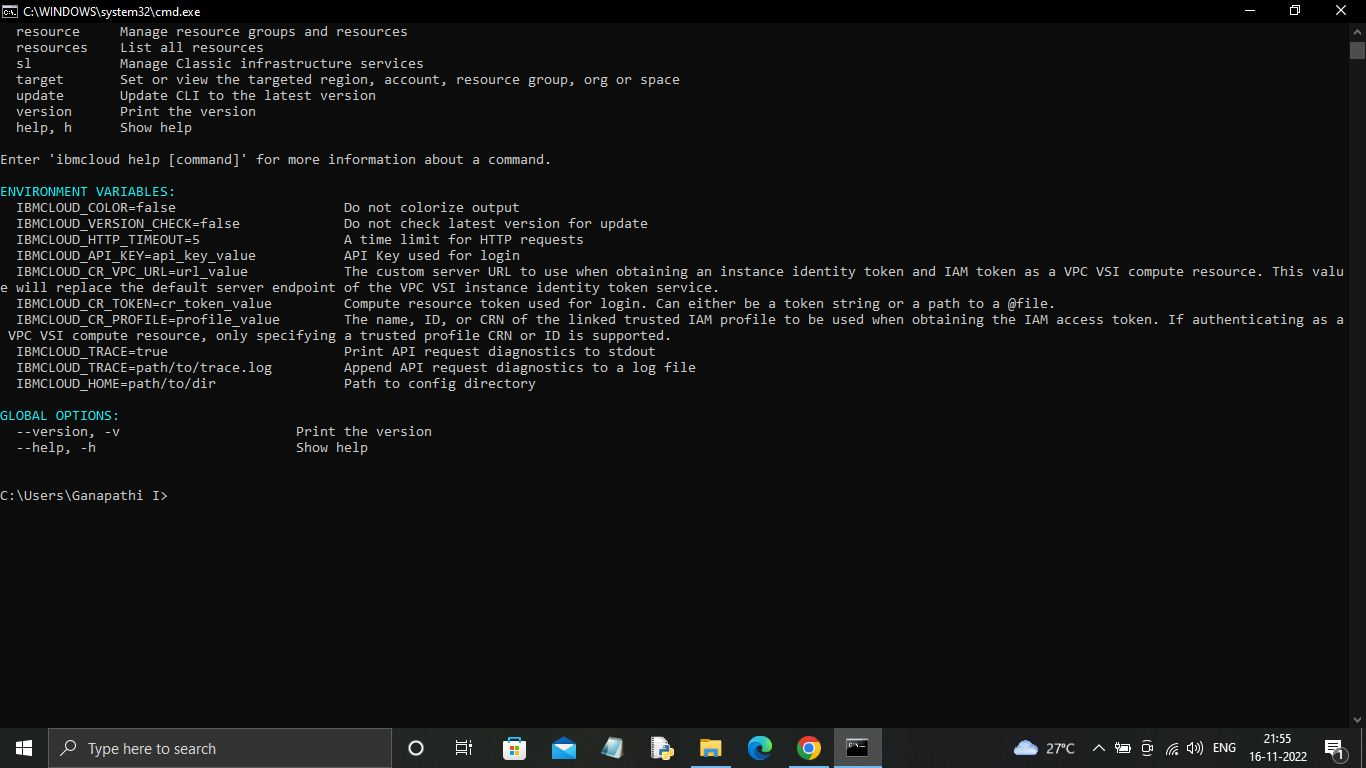 C:\WINDOWS\system32\cmd.exe
resource Manage resource groups and resources
resources List all resources
sl Manage Classic infrastructure services
target Set or view the targeted region, account, resource group, org or space
update Update CLI to the latest version
version Print the version
help, h Show help
Enter 'ibmcloud help [command]' for more information about a command.
ENVIRONMENT VARIABLES:
IBMCLOUD_COLOR=false Do not colorize output
IBMCLOUD_VERSION_CHECK=false Do not check latest version for update
IBMCLOUD_HTTP_TIMEOUT=5 A time limit for HTTP requests
IBMCLOUD_API_KEY=api_key_value API Key used for login
IBMCLOUD_CR_VPC_URL=url_value The custom server URL to use when obtaining an instance identity token and IAM token as a VPC VSI compute resource. This valu
e will replace the default server endpoint of the VPC VSI instance identity token service.
IBMCLOUD_CR_TOKEN=cr_token_value Compute resource token used for login. Can either be a token string or a path to a @file.
IBMCLOUD_CR_PROFILE=profile_value The name, ID, or CRN of the linked trusted IAM profile to be used when obtaining the IAM access token. If authenticating as a
VPC VSI compute resource, only specifying a trusted profile CRN or ID is supported.
IBMCLOUD_TRACE=true Print API request diagnostics to stdout
IBMCLOUD_TRACE=path/to/trace.log Append API request diagnostics to a log file
IBMCLOUD_HOME=path/to/dir Path to config directory
GLOBAL OPTIONS:
--version, -v Print the version
--help, -h Show help
C:\Users\Ganapathi I>
Type here to search
27°C
ENG
21:55
16-11-2022
1